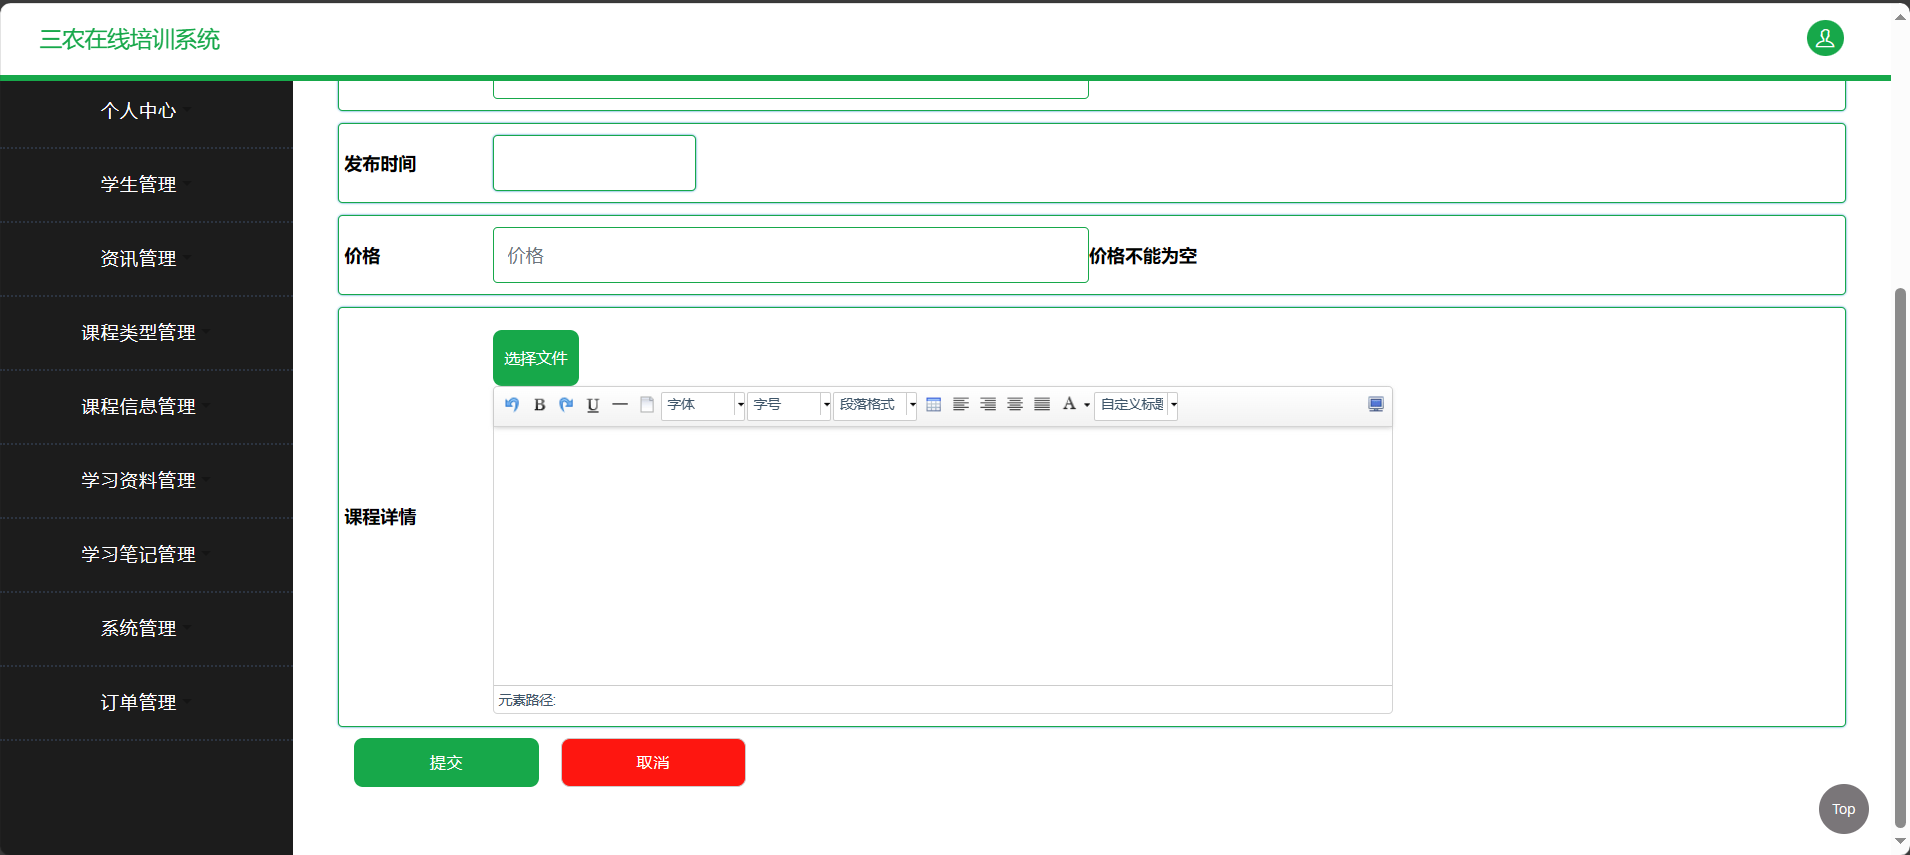 三农在线培训系统
个人中心
学生管理
资讯管理
课程类型管理
课程信息管理
学习资料管理
学习笔记管理
系统管理
订单管理
发布时间
价格 价格 价格不能为空
选择文件
B U 字体 字号 段落格式 A 自定义标题
课程详情
元素路径:
提交 取消
Top